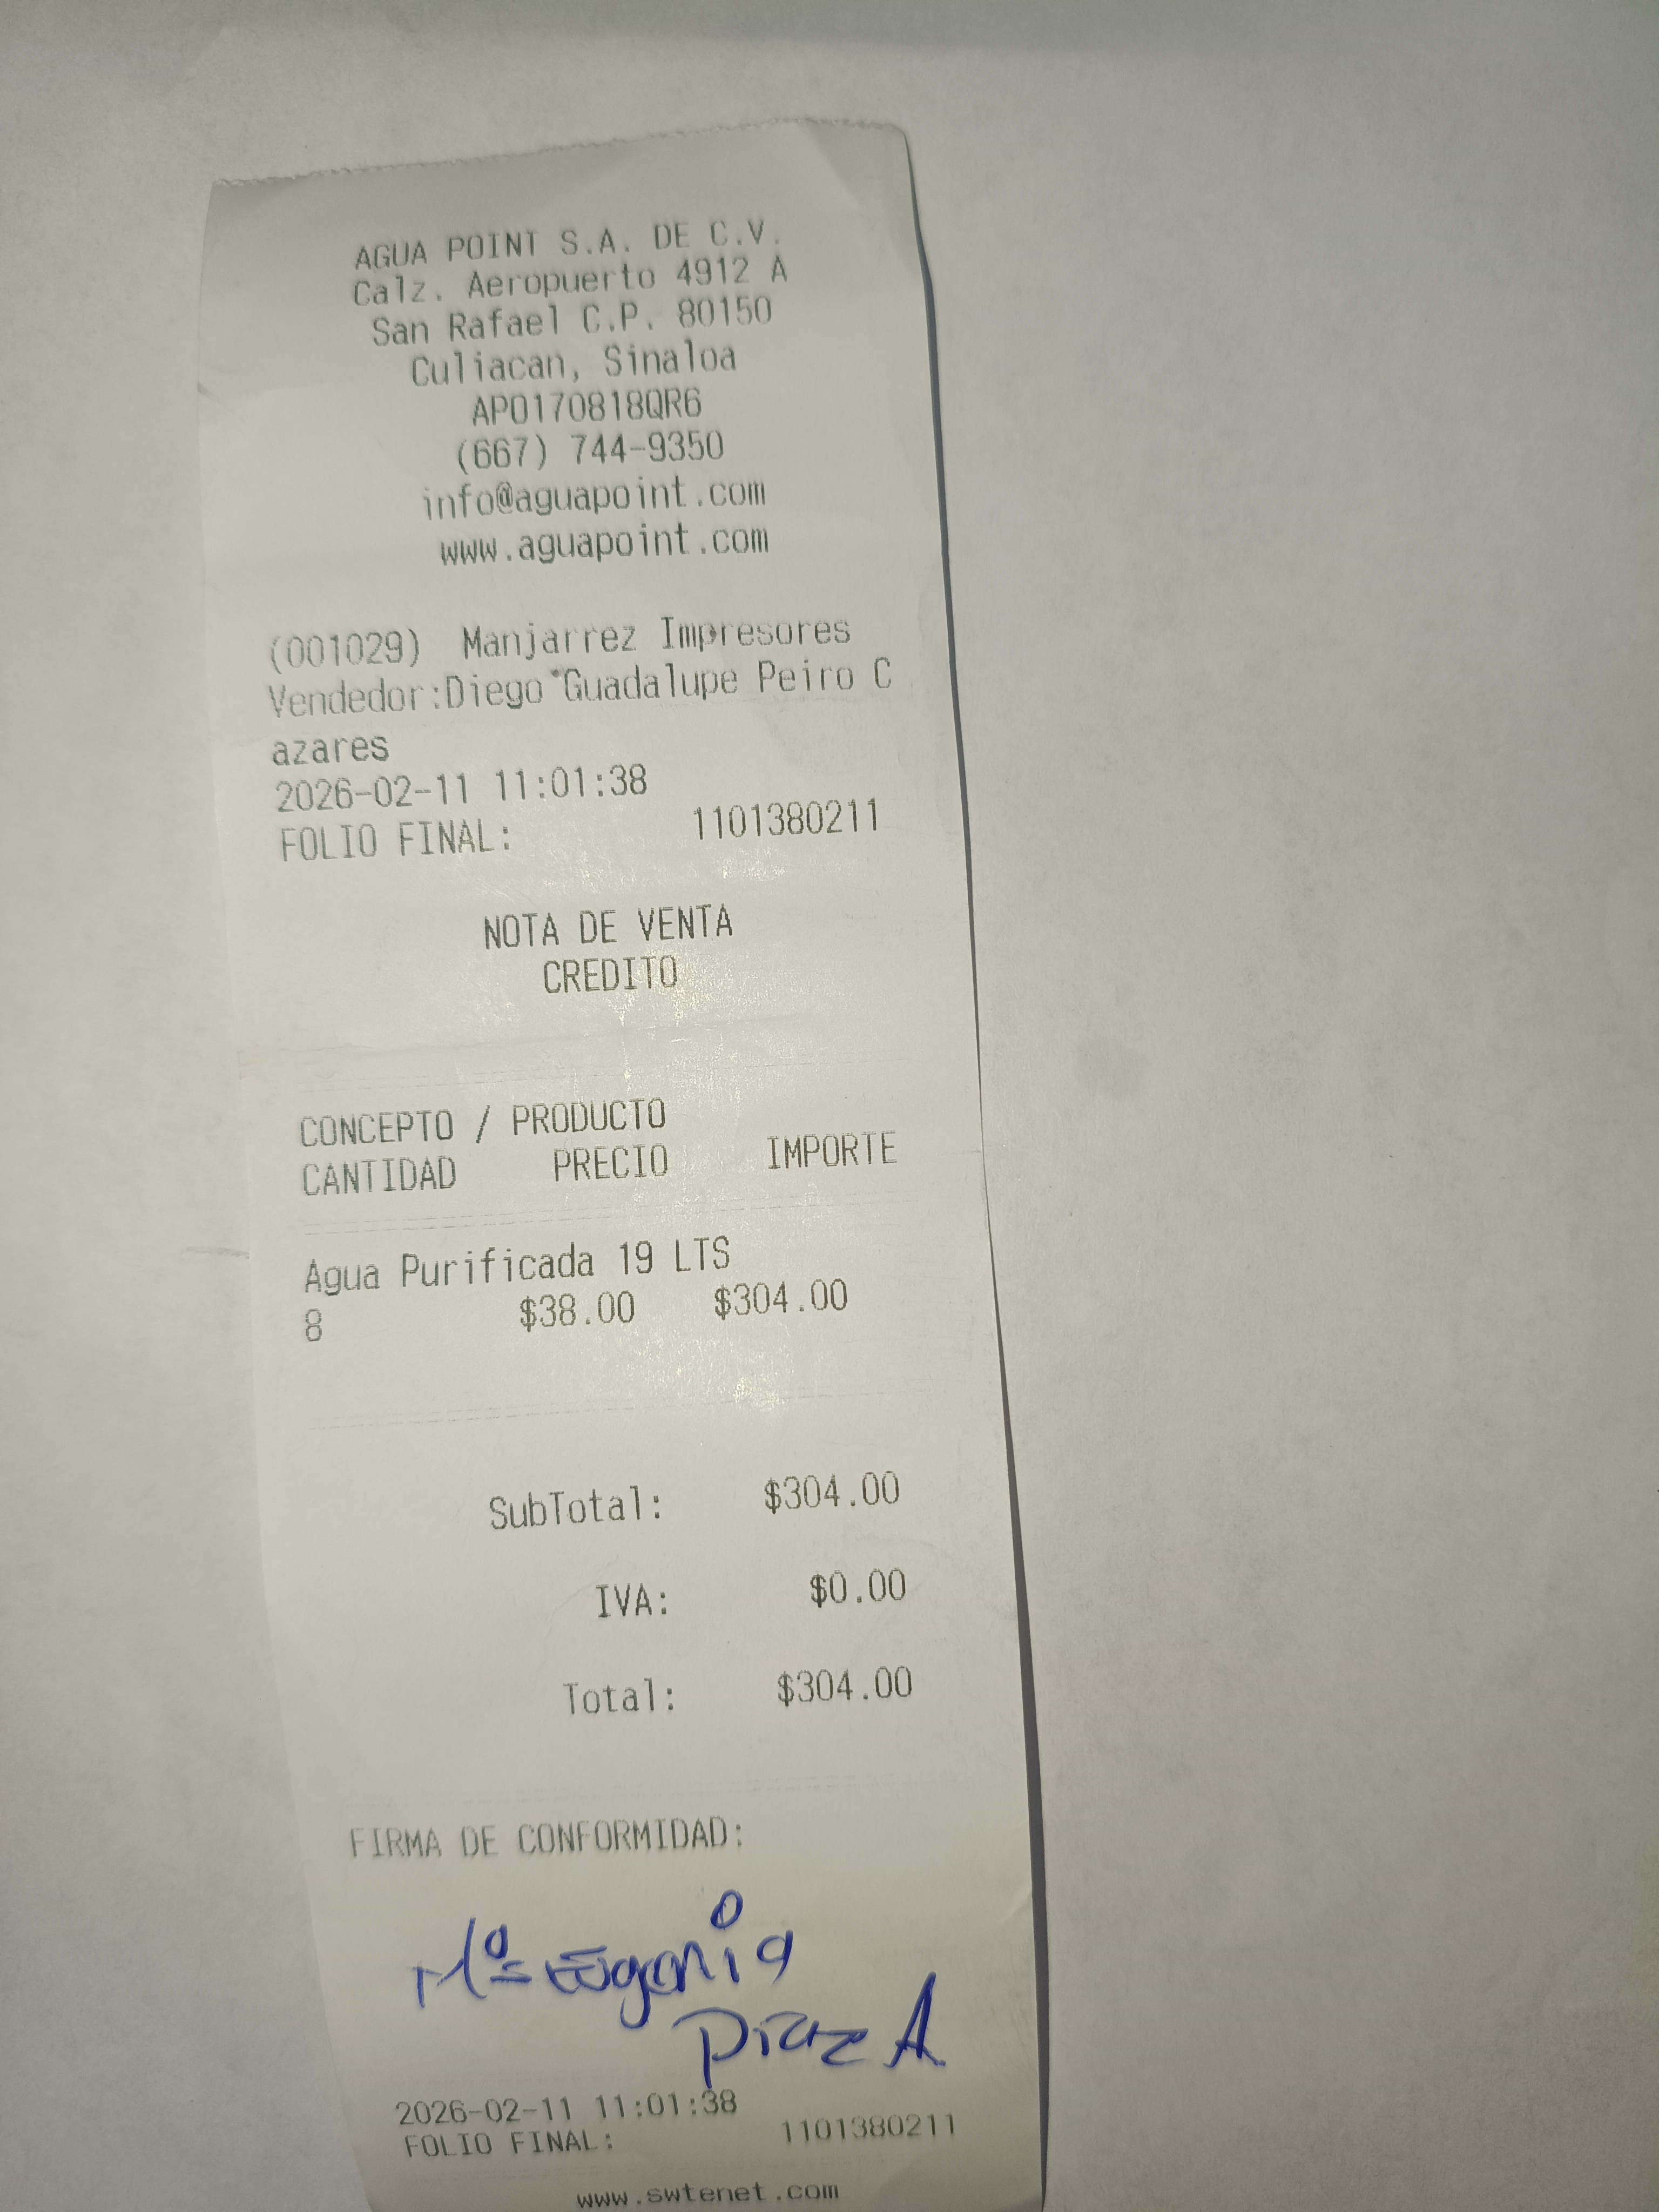 AGUA POINT S.A. DE C.V.
Calz. Aeropuerto 4912 A
San Rafael C.P. 80150
Culiacan, Sinaloa
APO170818QR6
(667) 744-9350
info@aguapoint.com
www.aguapoint.com
(001029) Manjarrez Impresores
Vendedor:Diego Guadalupe Peiro C
azares
2026-02-11 11:01:38
FOLIO FINAL: 1101380211
NOTA DE VENTA
CREDITO
CONCEPTO / PRODUCTO
CANTIDAD PRECIO IMPORTE
Agua Purificada 19 LTS
8 $38.00 $304.00
SubTotal: $304.00
IVA: $0.00
Total: $304.00
FIRMA DE CONFORMIDAD:
Mª Eugenia
Diaz A
2026-02-11 11:01:38
FOLIO FINAL: 1101380211
www.swtenet.com